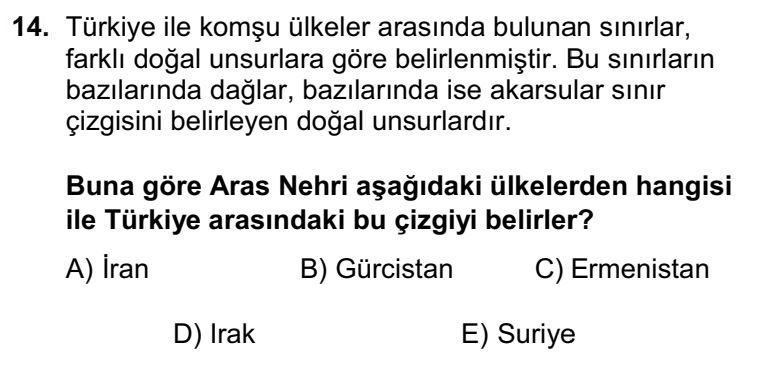 14. Türkiye ile komşu ülkeler arasında bulunan sınırlar,
farklı doğal unsurlara göre belirlenmiştir. Bu sınırların
bazılarında dağlar, bazılarında ise akarsular sınır
çizgisini belirleyen doğal unsurlardır.
Buna göre Aras Nehri aşağıdaki ülkelerden hangisi
ile Türkiye arasındaki bu çizgiyi belirler?
A) İran B) Gürcistan C) Ermenistan
D) Irak E) Suriye